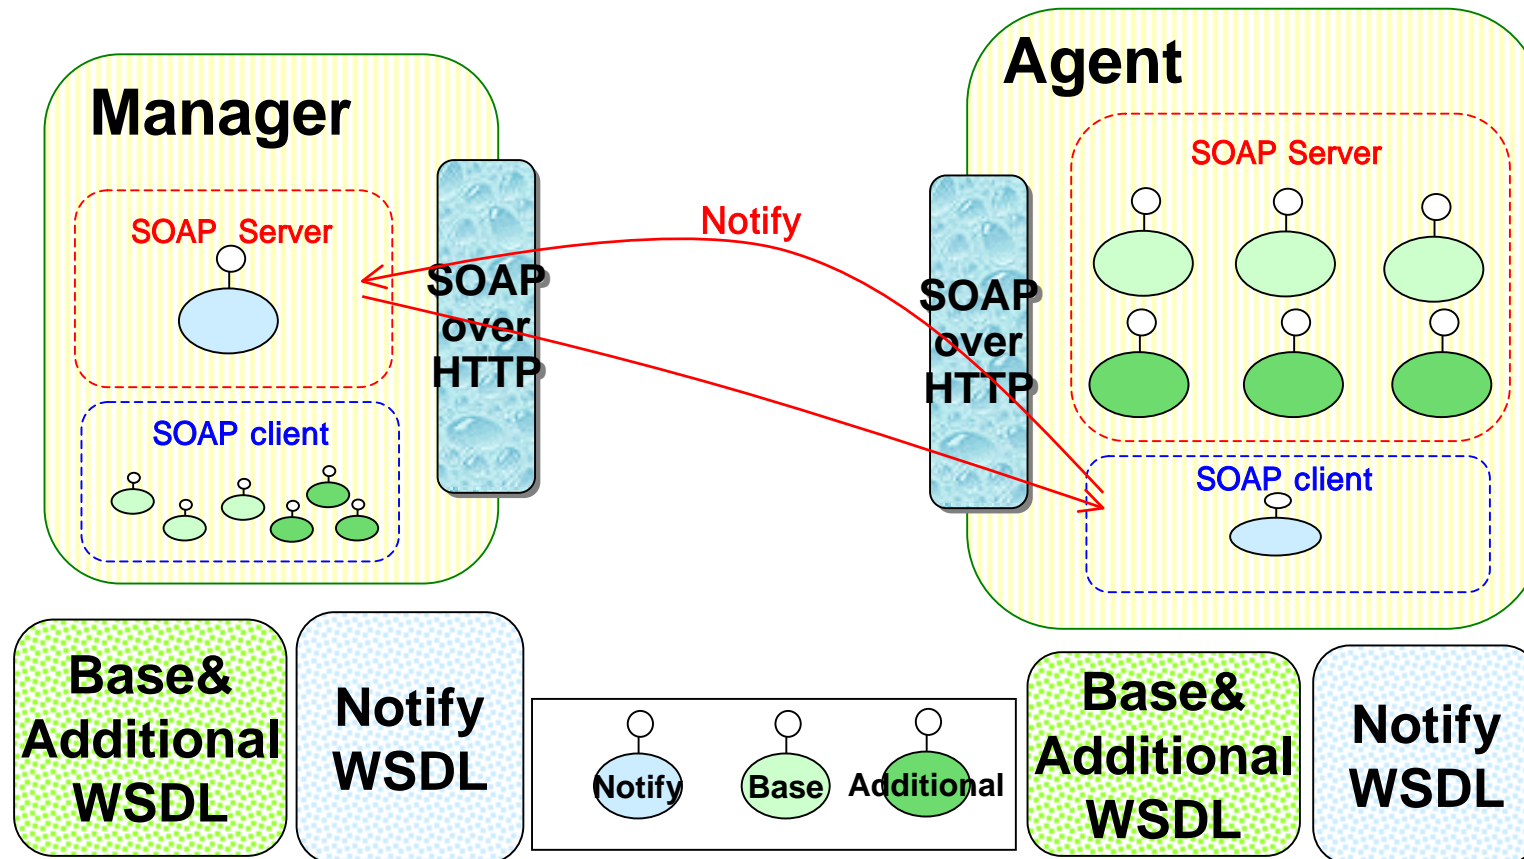 Manager
SOAP Server
SOAP client
SOAP
over
HTTP
Notify
SOAP
over
HTTP
Agent
SOAP Server
SOAP client
Base&
Additional
WSDL
Notify
WSDL
Notify
Base
Additional
Base&
Additional
WSDL
Notify
WSDL